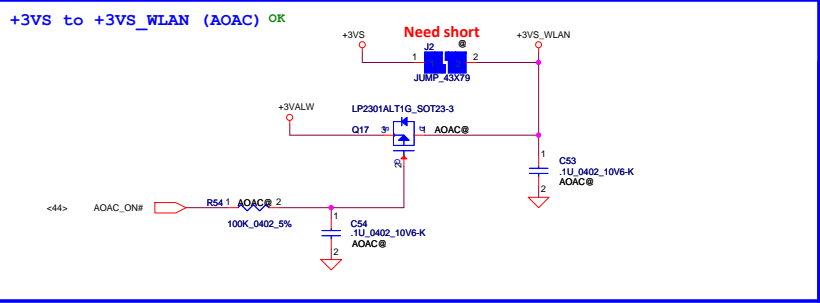 +3VS to +3VS_WLAN (AOAC) OK
Need short
+3VS
J2
@
+3VS_WLAN
1
2
JUMP_43X79
+3VALW
LP2301ALT1G_SOT23-3
Q17
3
1
AOAC@
2
1
C53
.1U_0402_10V6-K
AOAC@
2
<44>
AOAC_ON#
R54
1
AOAC@
2
100K_0402_5%
1
C54
.1U_0402_10V6-K
AOAC@
2